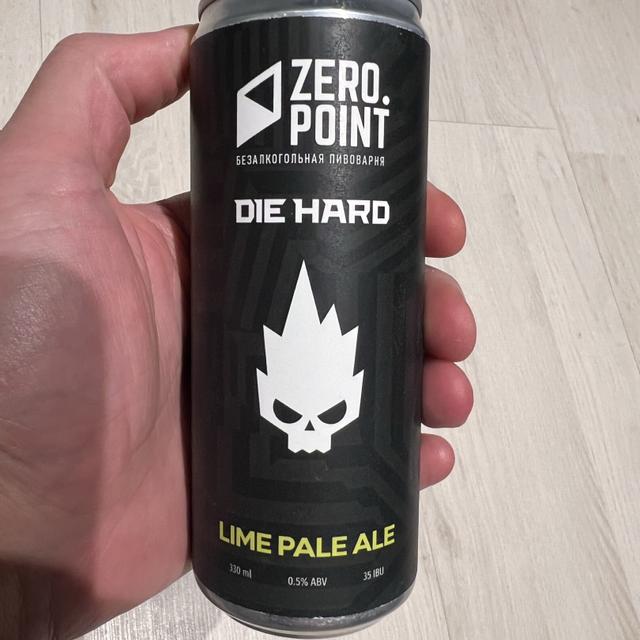 ZERO.
POINT
БЕЗАЛКОГОЛЬНАЯ ПИВОВАРНЯ
DIE HARD
LIME PALE ALE
330 ml 0.5% ABV 35 IBU